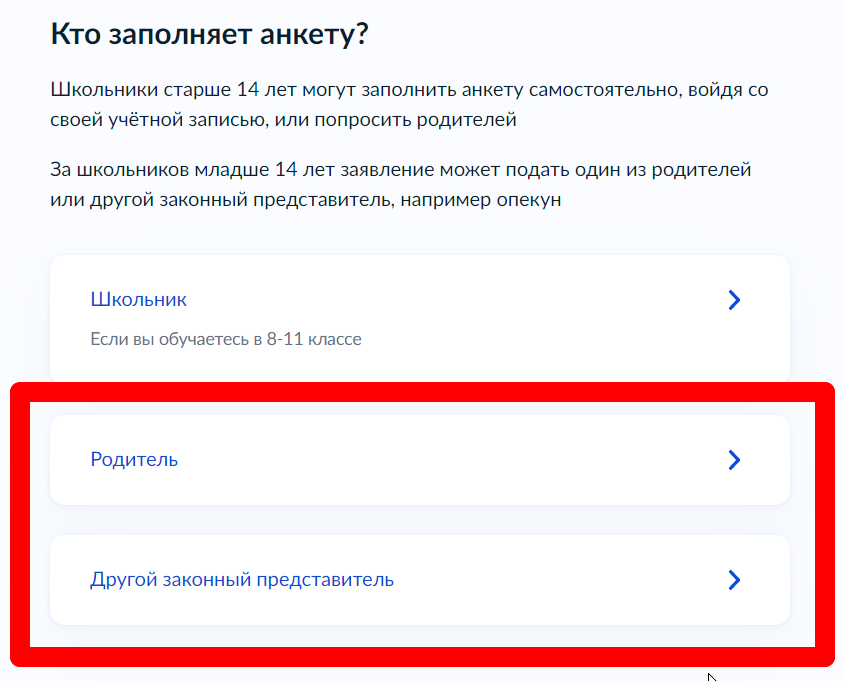 Кто заполняет анкету?
Школьники старше 14 лет могут заполнить анкету самостоятельно, войдя со
своей учётной записью, или попросить родителей
За школьников младше 14 лет заявление может подать один из родителей
или другой законный представитель, например опекун
Школьник
Если вы обучаетесь в 8-11 классе
Родитель
Другой законный представитель